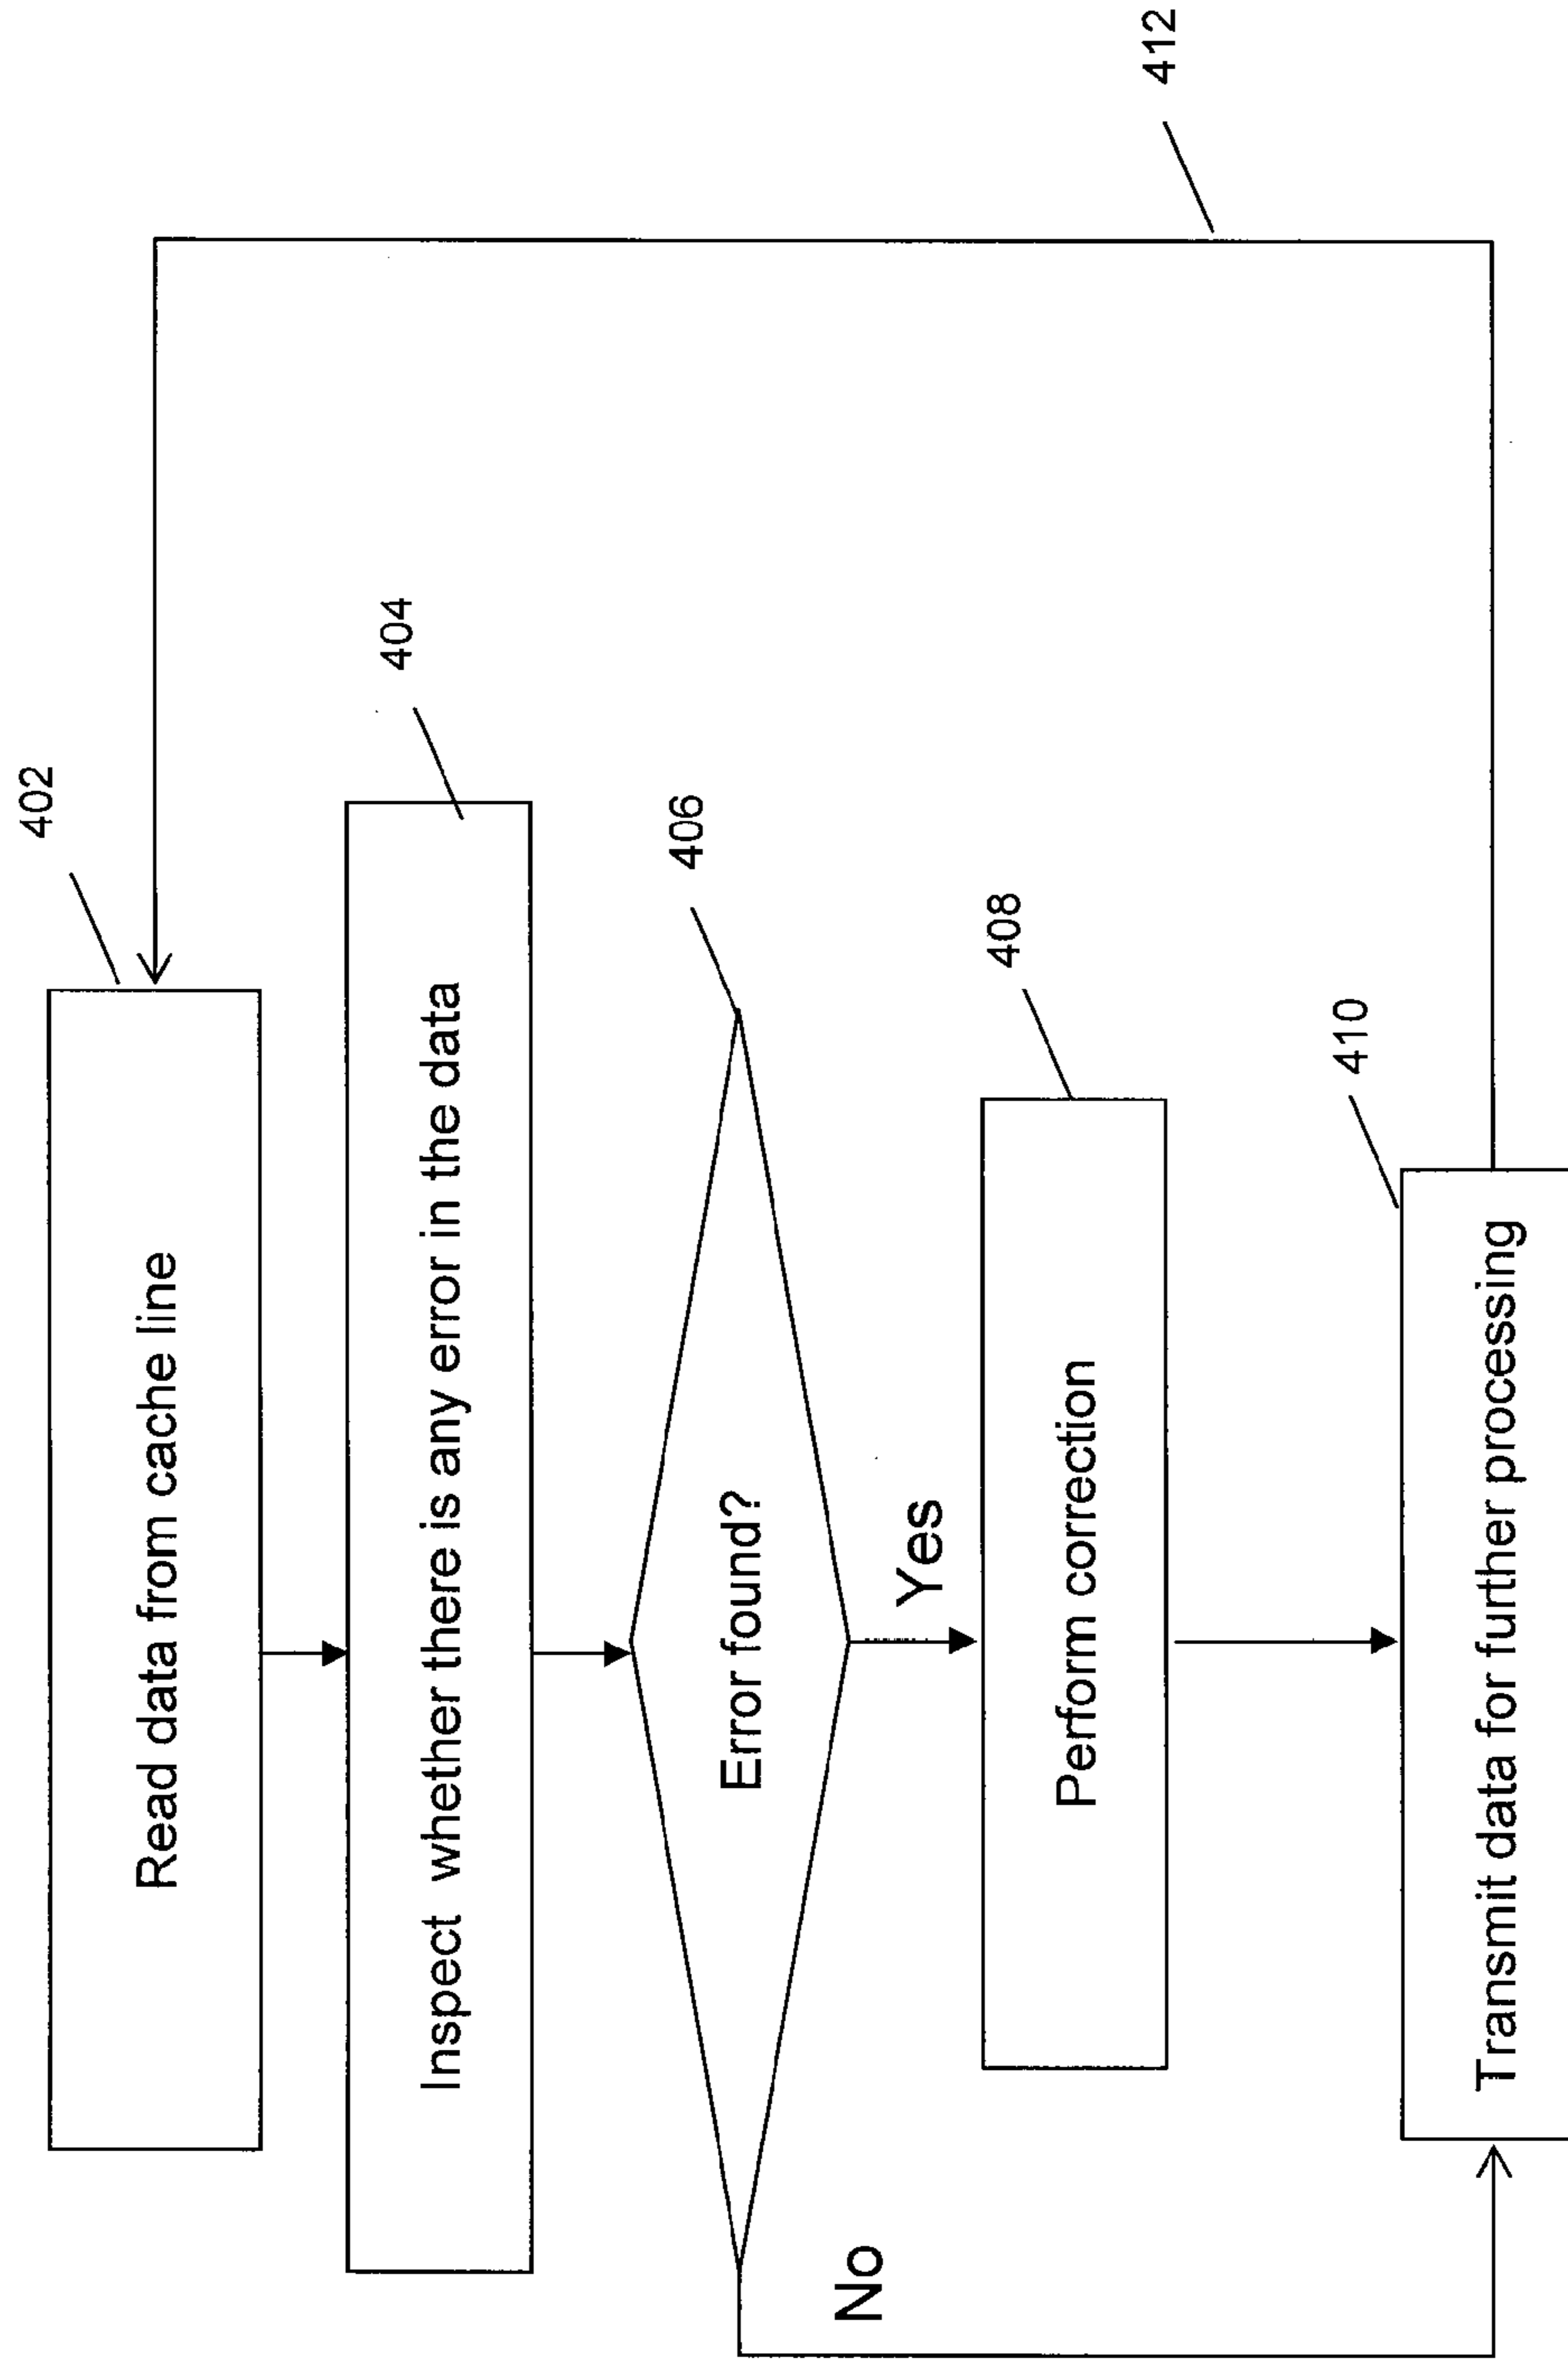 402
Read data from cache line
404
Inspect whether there is any error in the data
406
Error found?
Yes
No
408
Perform correction
410
Transmit data for further processing
412